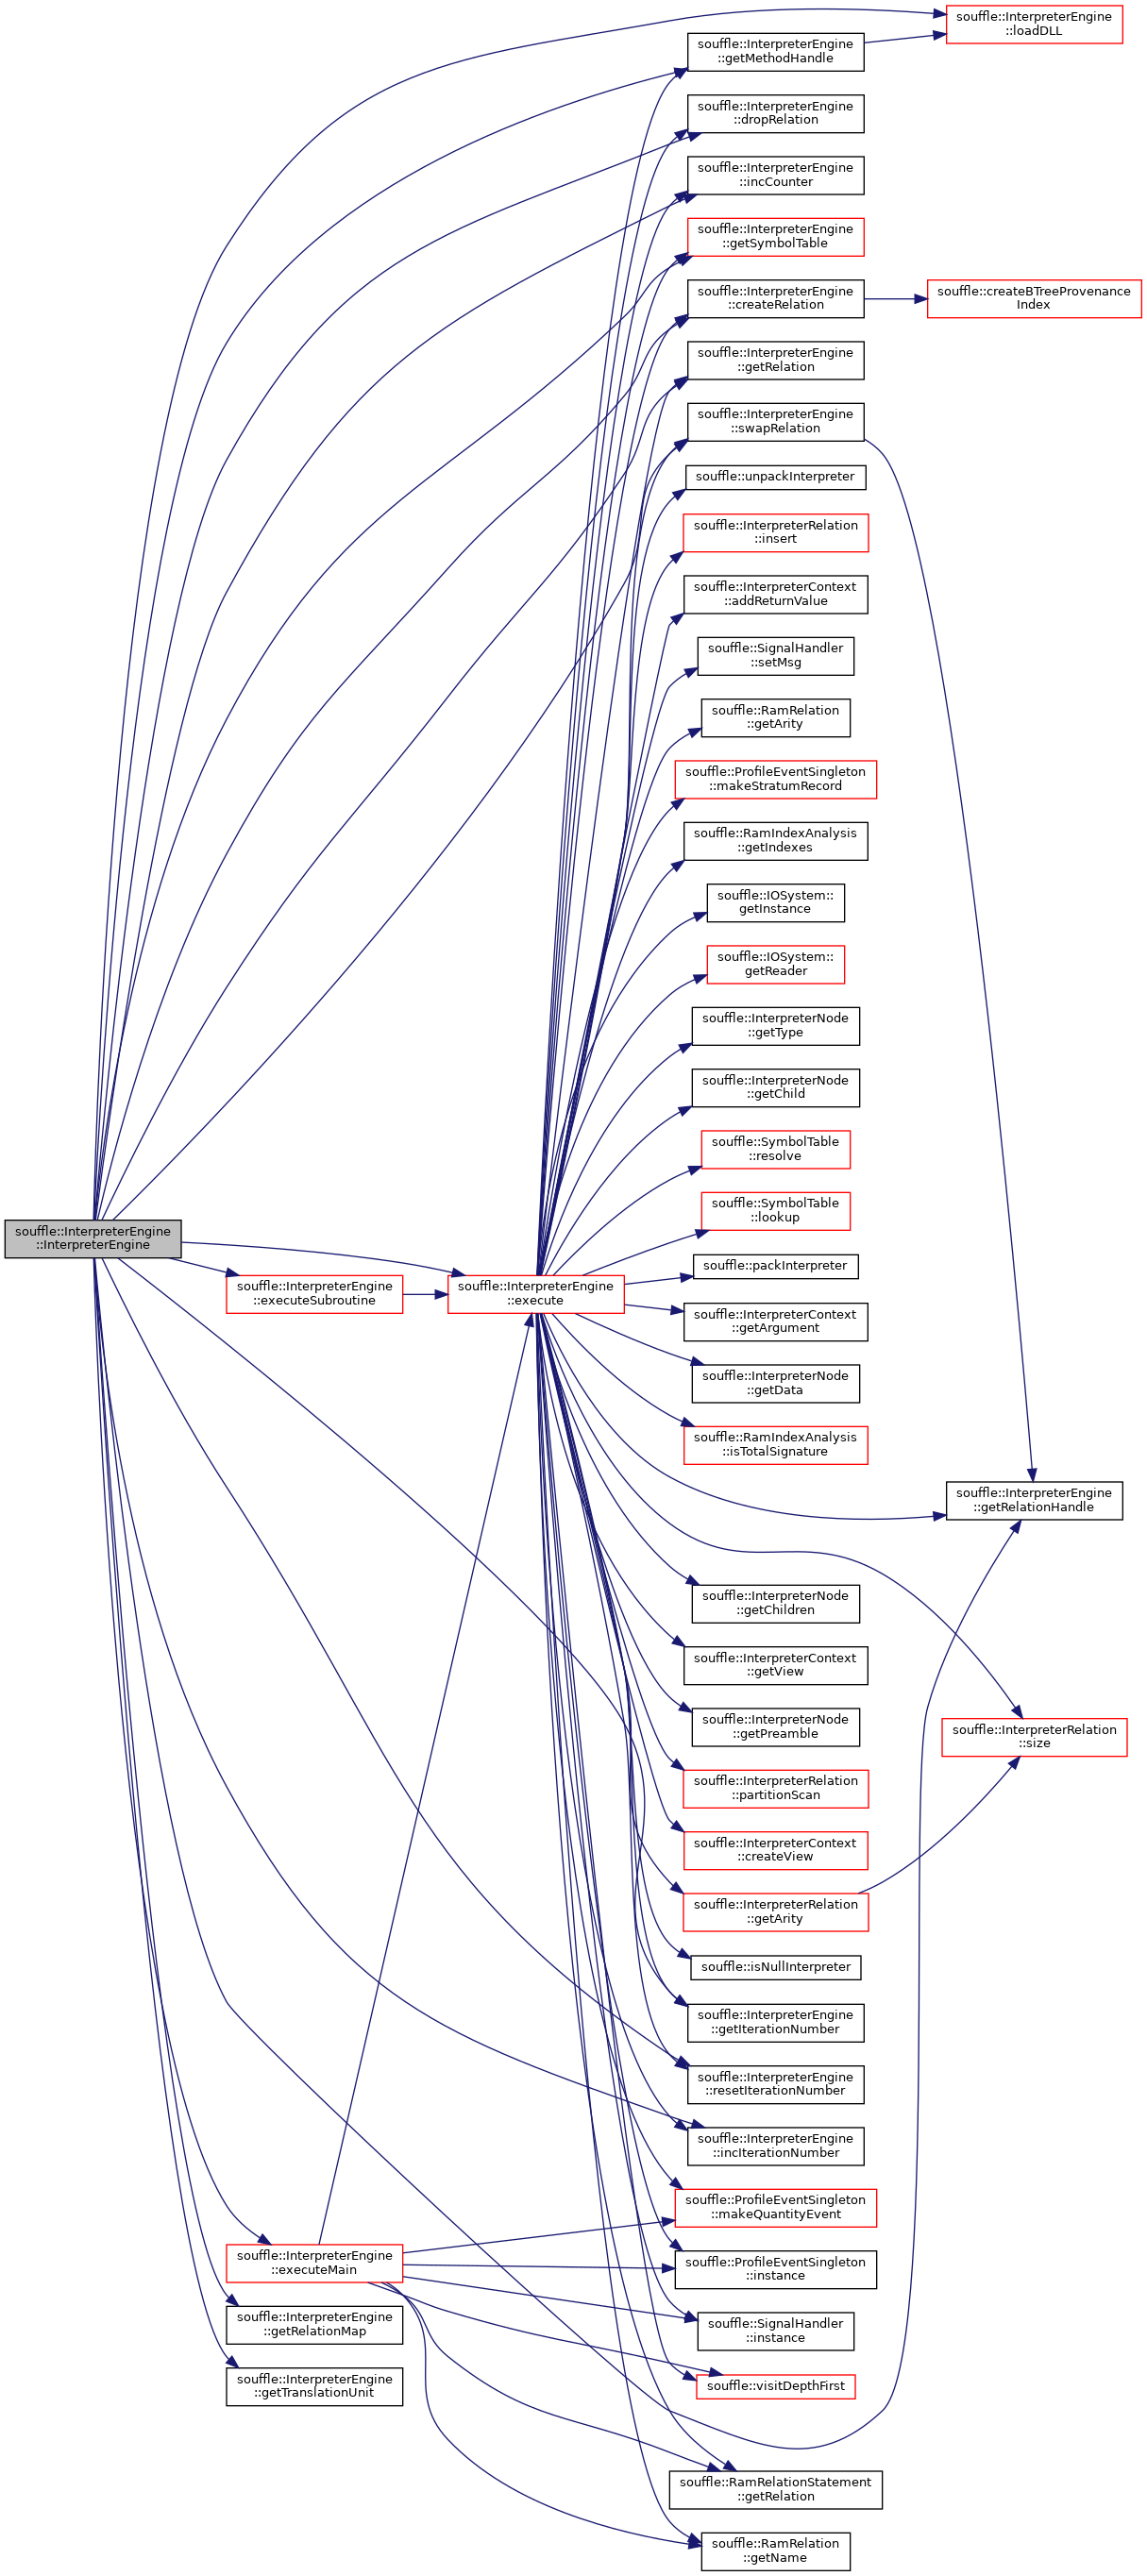 souffle::InterpreterEngine
::loadDLL
souffle::InterpreterEngine
::getMethodHandle
souffle::InterpreterEngine
::dropRelation
souffle::InterpreterEngine
::incCounter
souffle::InterpreterEngine
::getSymbolTable
souffle::InterpreterEngine
::createRelation
souffle::createBTreeProvenance
Index
souffle::InterpreterEngine
::getRelation
souffle::InterpreterEngine
::swapRelation
souffle::unpackInterpreter
souffle::InterpreterRelation
::insert
souffle::InterpreterContext
::addReturnValue
souffle::SignalHandler
::setMsg
souffle::RamRelation
::getArity
souffle::ProfileEventSingleton
::makeStratumRecord
souffle::RamIndexAnalysis
::getIndexes
souffle::IOSystem::
getInstance
souffle::IOSystem::
getReader
souffle::InterpreterNode
::getType
souffle::InterpreterNode
::getChild
souffle::SymbolTable
::resolve
souffle::SymbolTable
::lookup
souffle::InterpreterEngine
::InterpreterEngine
souffle::InterpreterEngine
::executeSubroutine
souffle::InterpreterEngine
::execute
souffle::packInterpreter
souffle::InterpreterContext
::getArgument
souffle::InterpreterNode
::getData
souffle::RamIndexAnalysis
::isTotalSignature
souffle::InterpreterEngine
::getRelationHandle
souffle::InterpreterNode
::getChildren
souffle::InterpreterContext
::getView
souffle::InterpreterNode
::getPreamble
souffle::InterpreterRelation
::size
souffle::InterpreterRelation
::partitionScan
souffle::InterpreterContext
::createView
souffle::InterpreterRelation
::getArity
souffle::isNullInterpreter
souffle::InterpreterEngine
::getIterationNumber
souffle::InterpreterEngine
::resetIterationNumber
souffle::InterpreterEngine
::incIterationNumber
souffle::ProfileEventSingleton
::makeQuantityEvent
souffle::InterpreterEngine
::executeMain
souffle::ProfileEventSingleton
::instance
souffle::InterpreterEngine
::getRelationMap
souffle::SignalHandler
::instance
souffle::InterpreterEngine
::getTranslationUnit
souffle::visitDepthFirst
souffle::RamRelationStatement
::getRelation
souffle::RamRelation
::getName